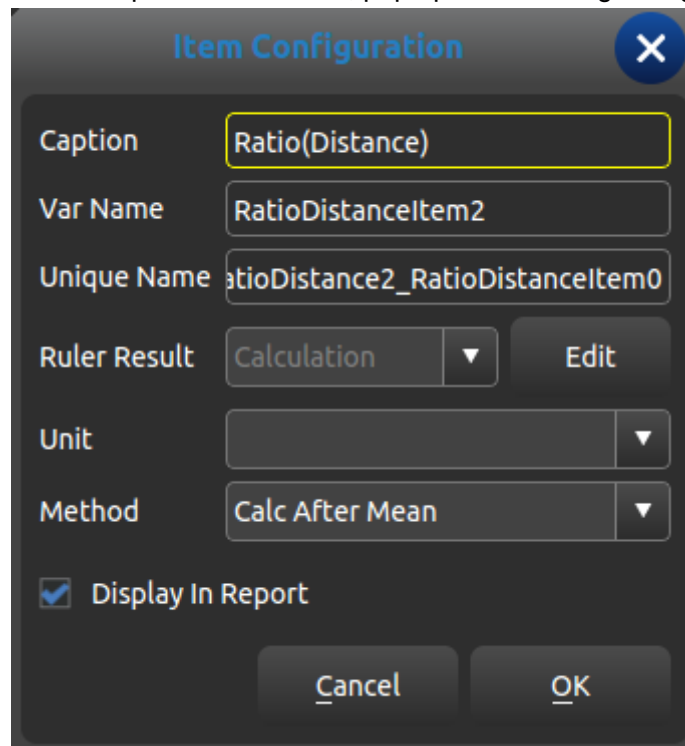 Item Configuration
Caption
Ratio(Distance)
Var Name
RatioDistanceItem2
Unique Name
atioDistance2_RatioDistanceItem0
Ruler Result
Calculation
Edit
Unit
Method
Calc After Mean
Display In Report
Cancel
OK